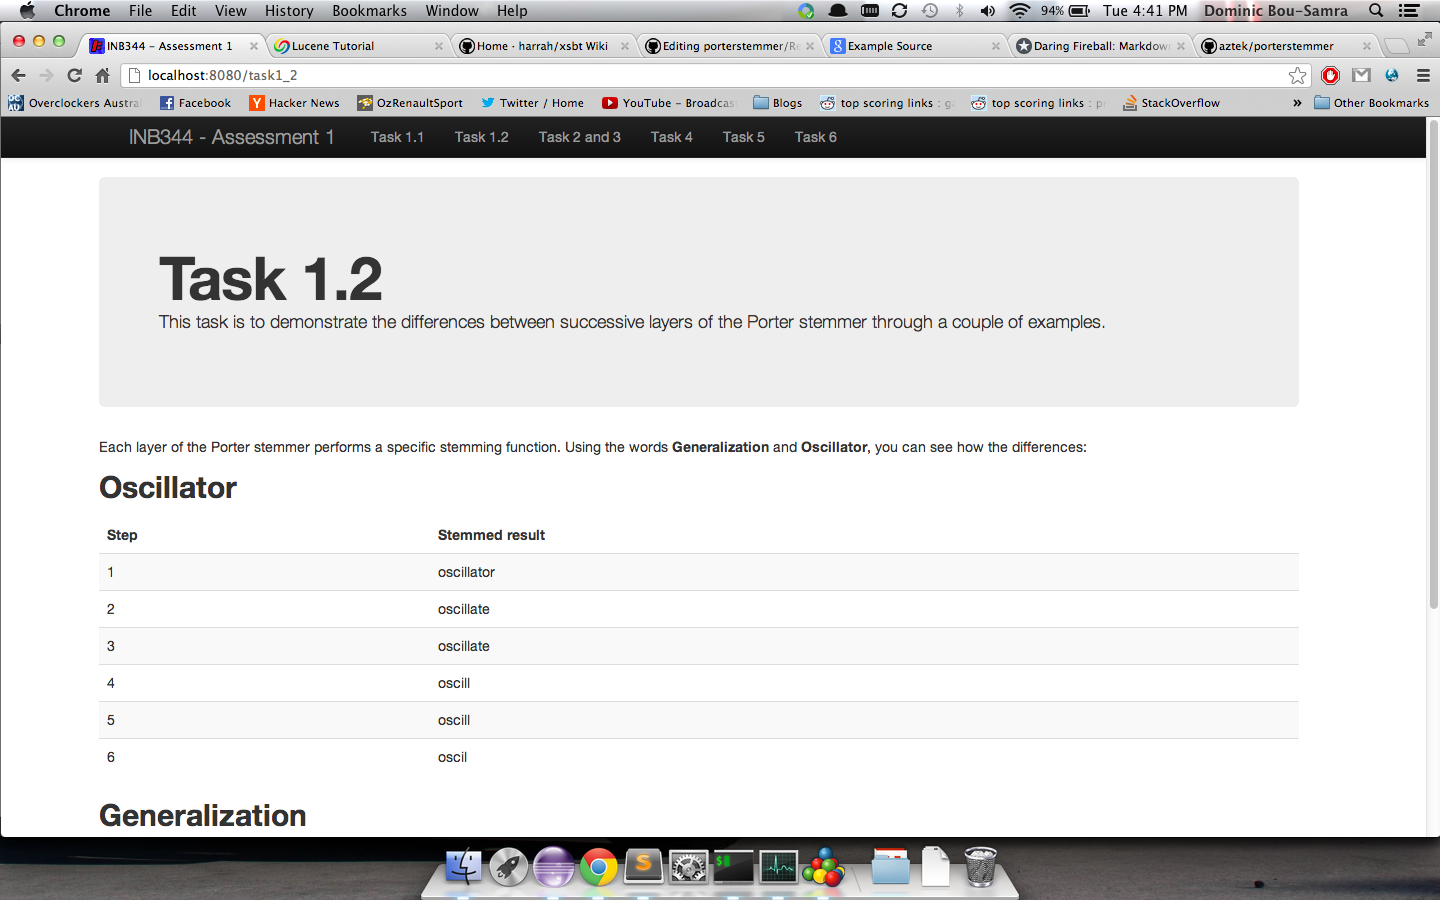 Chrome File Edit View History Bookmarks Window Help 94% Tue 4:41 PM Dominic Bou-Samra
INB344 - Assessment 1 Lucene Tutorial Home · harrah/xsbt Wiki Editing porterstemmer/Re Example Source Daring Fireball: Markdown aztek/porterstemmer
localhost:8080/task1_2
Overclockers Austral Facebook Hacker News OzRenaultSport Twitter / Home YouTube - Broadcas Blogs top scoring links : ga top scoring links : pr StackOverflow » Other Bookmarks
INB344 - Assessment 1 Task 1.1 Task 1.2 Task 2 and 3 Task 4 Task 5 Task 6
Task 1.2
This task is to demonstrate the differences between successive layers of the Porter stemmer through a couple of examples.
Each layer of the Porter stemmer performs a specific stemming function. Using the words Generalization and Oscillator, you can see how the differences:
Oscillator
Step Stemmed result
1 oscillator
2 oscillate
3 oscillate
4 oscill
5 oscill
6 oscil
Generalization